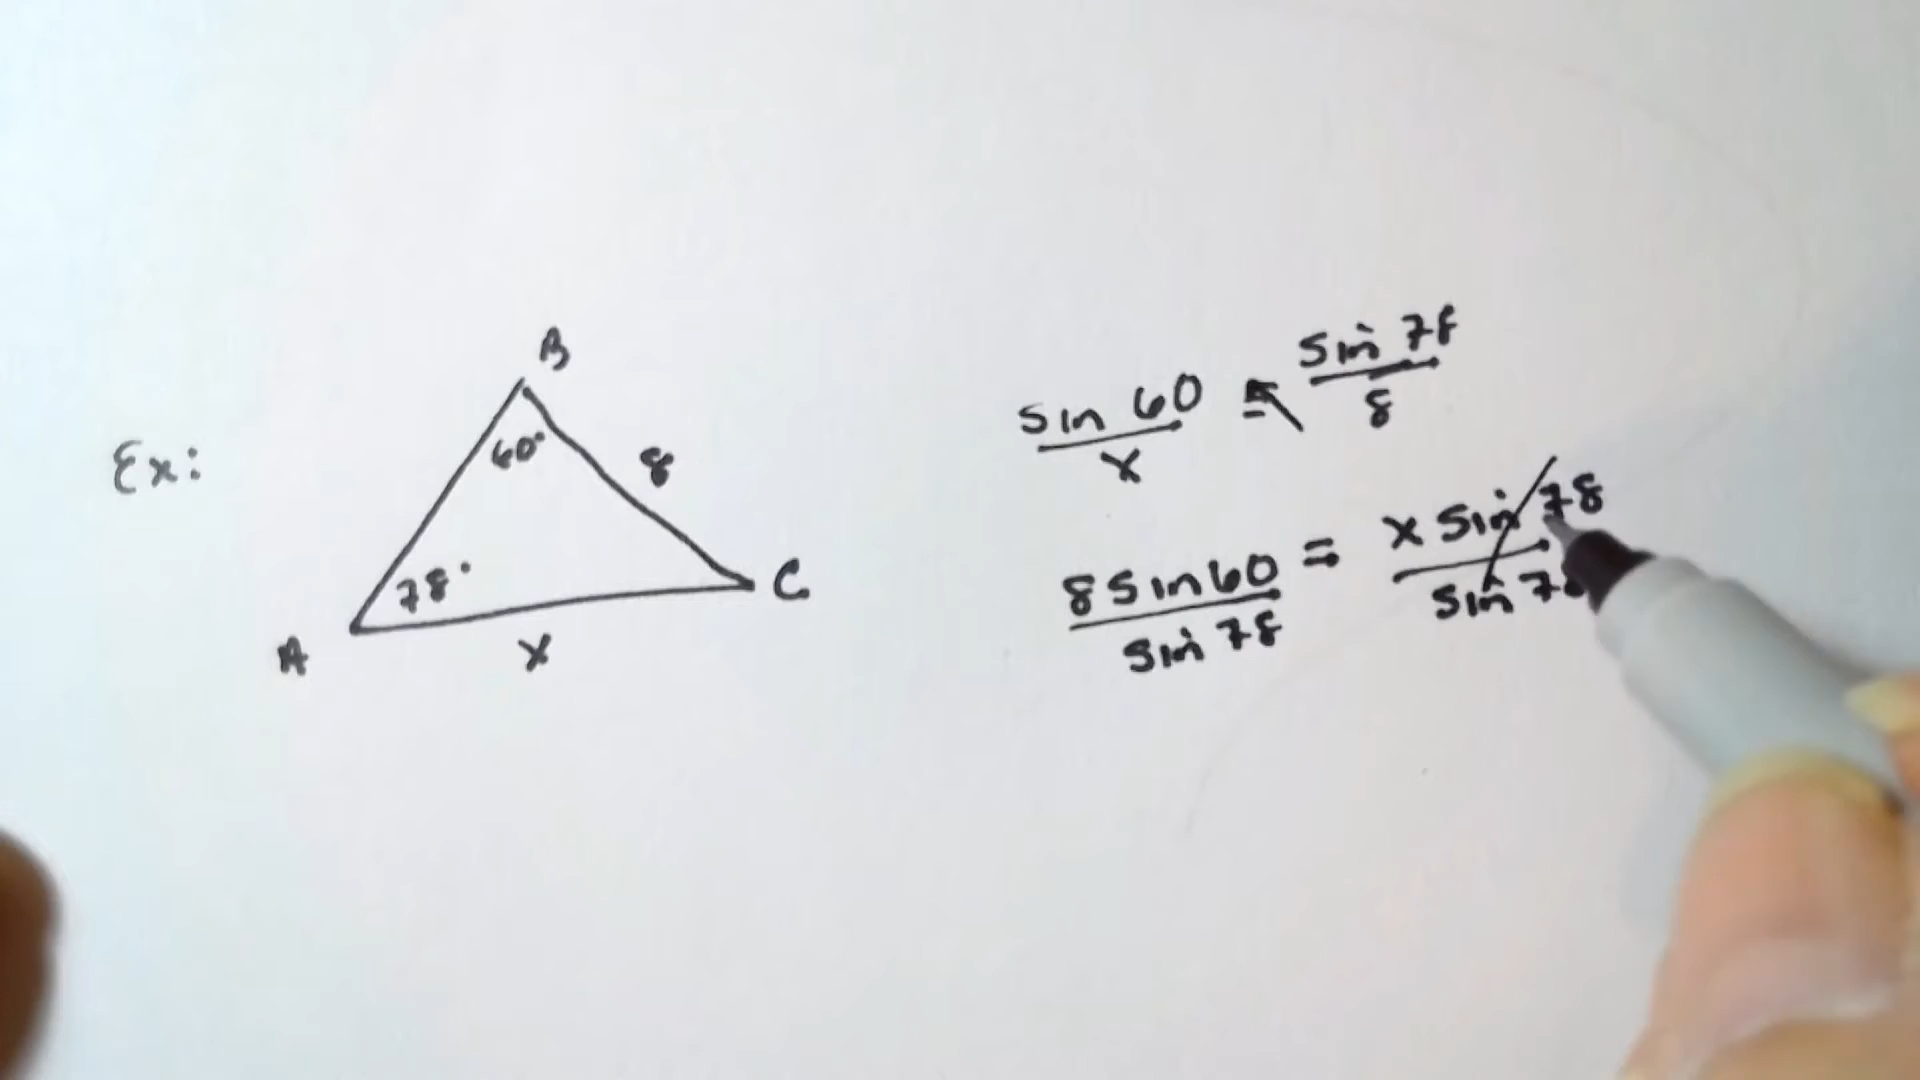 Ex:
B
60°
8
78°
A
x
C
sin 60 / x = sin 78 / 8
8 sin 60 / sin 78 = x sin 78 / sin 78